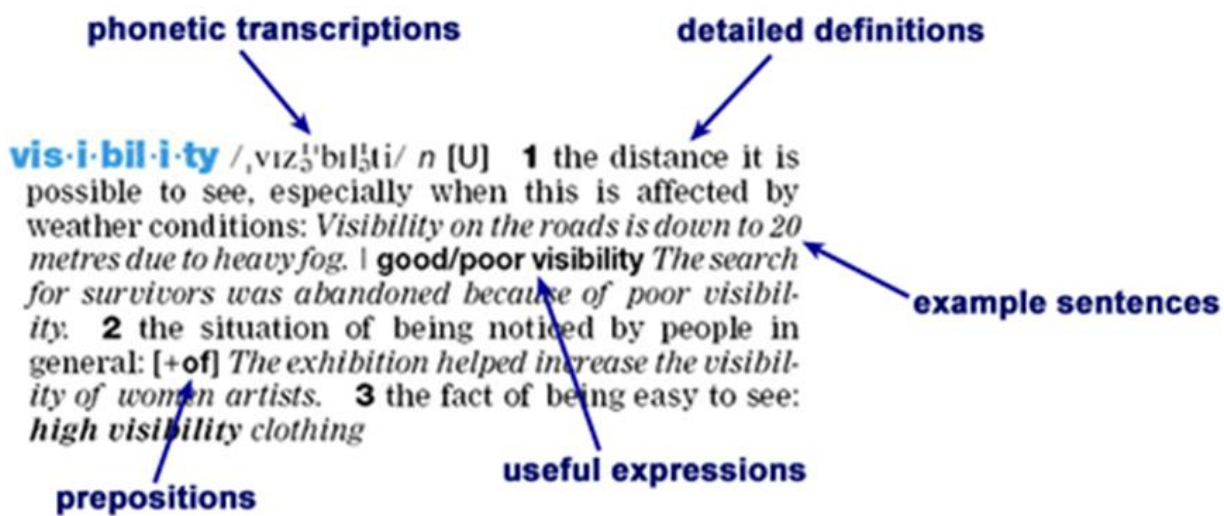 phonetic transcriptions
detailed definitions
vis·i·bil·i·ty /ˌvɪzə̩ˈbɪlə̩ti/ n [U] 1 the distance it is
possible to see, especially when this is affected by
weather conditions: Visibility on the roads is down to 20
metres due to heavy fog. | good/poor visibility The search
for survivors was abandoned because of poor visibil-
ity. 2 the situation of being noticed by people in
general: [+of] The exhibition helped increase the visibil-
ity of women artists. 3 the fact of being easy to see:
high visibility clothing
example sentences
useful expressions
prepositions